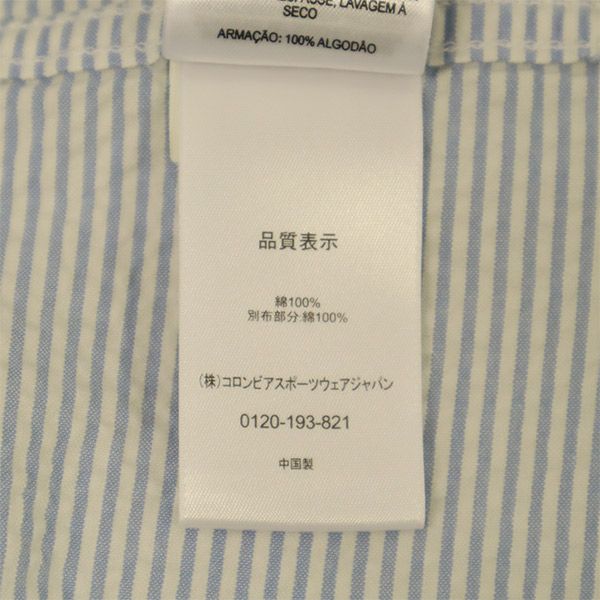 LAVAGEM À
SECO
ARMAÇÃO: 100% ALGODÃO
品質表示
綿100%
別布部分:綿100%
(株)コロンビアスポーツウェアジャパン
0120-193-821
中国製